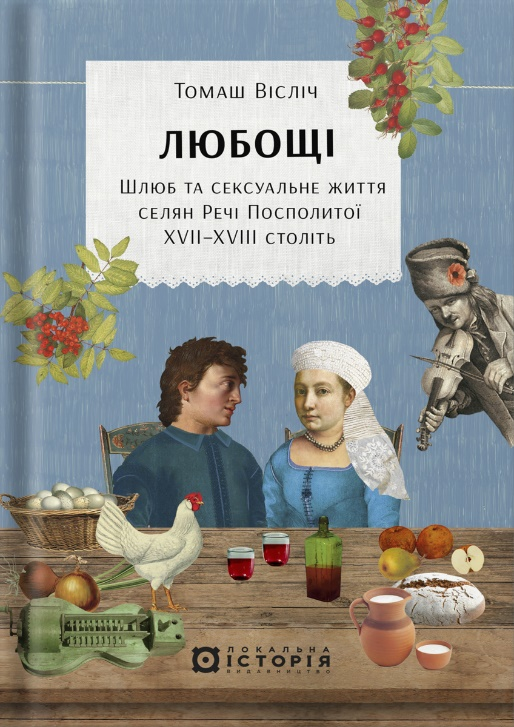 Томаш Вісліч
ЛЮБОЩІ
Шлюб та сексуальне життя
селян Речі Посполитої
XVII–XVIII століть
ЛОКАЛЬНА
ІСТОРІЯ
ВИДАВНИЦТВО